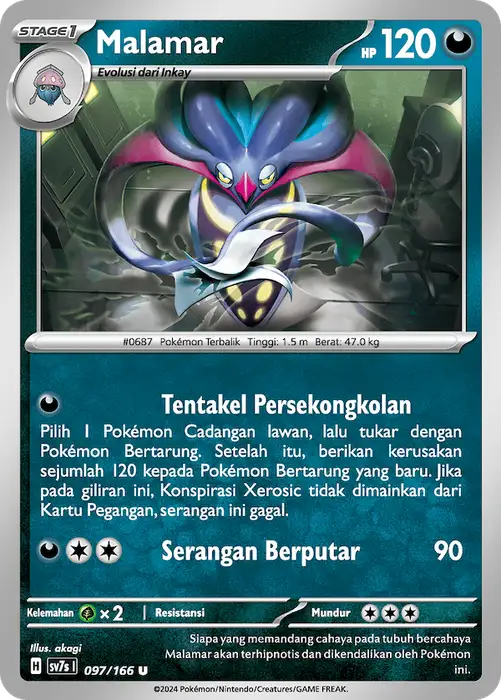 STAGE1 Malamar HP 120
Evolusi dari Inkay
#0687 Pokémon Terbalik Tinggi: 1.5 m Berat: 47.0 kg
Tentakel Persekongkolan
Pilih 1 Pokémon Cadangan lawan, lalu tukar dengan
Pokémon Bertarung. Setelah itu, berikan kerusakan
sejumlah 120 kepada Pokémon Bertarung yang baru. Jika
pada giliran ini, Konspirasi Xerosic tidak dimainkan dari
Kartu Pegangan, serangan ini gagal.
Serangan Berputar 90
Kelemahan ×2 Resistansi Mundur
Illus. akagi
Siapa yang memandang cahaya pada tubuh bercahaya
Malamar akan terhipnotis dan dikendalikan oleh Pokémon
ini.
H sv7s I 097/166 U
©2024 Pokémon/Nintendo/Creatures/GAME FREAK.